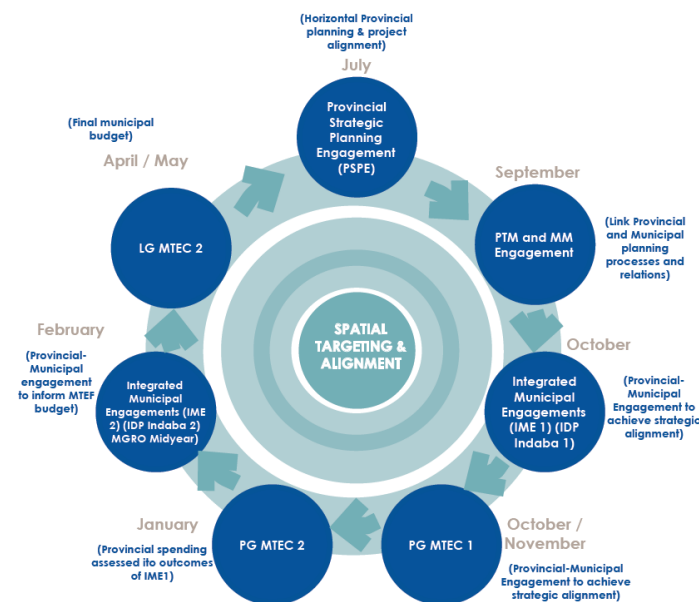 (Horizontal Provincial
planning & project
alignment)
July
Provincial
Strategic
Planning
Engagement
(PSPE)
September
PTM and MM
Engagement
(Link Provincial
and Municipal
planning
processes and
relations)
October
Integrated
Municipal
Engagements
(IME 1) (IDP
Indaba 1)
(Provincial-
Municipal
Engagement to
achieve strategic
alignment)
October /
November
PG MTEC 1
(Provincial-Municipal
Engagement to achieve
strategic alignment)
January
PG MTEC 2
(Provincial spending
assessed ito outcomes
of IME1)
February
(Provincial-
Municipal
engagement
to inform MTEF
budget)
Integrated
Municipal
Engagements (IME
2) (IDP Indaba 2)
MGRO Midyear)
(Final municipal
budget)
April / May
LG MTEC 2
SPATIAL
TARGETING &
ALIGNMENT